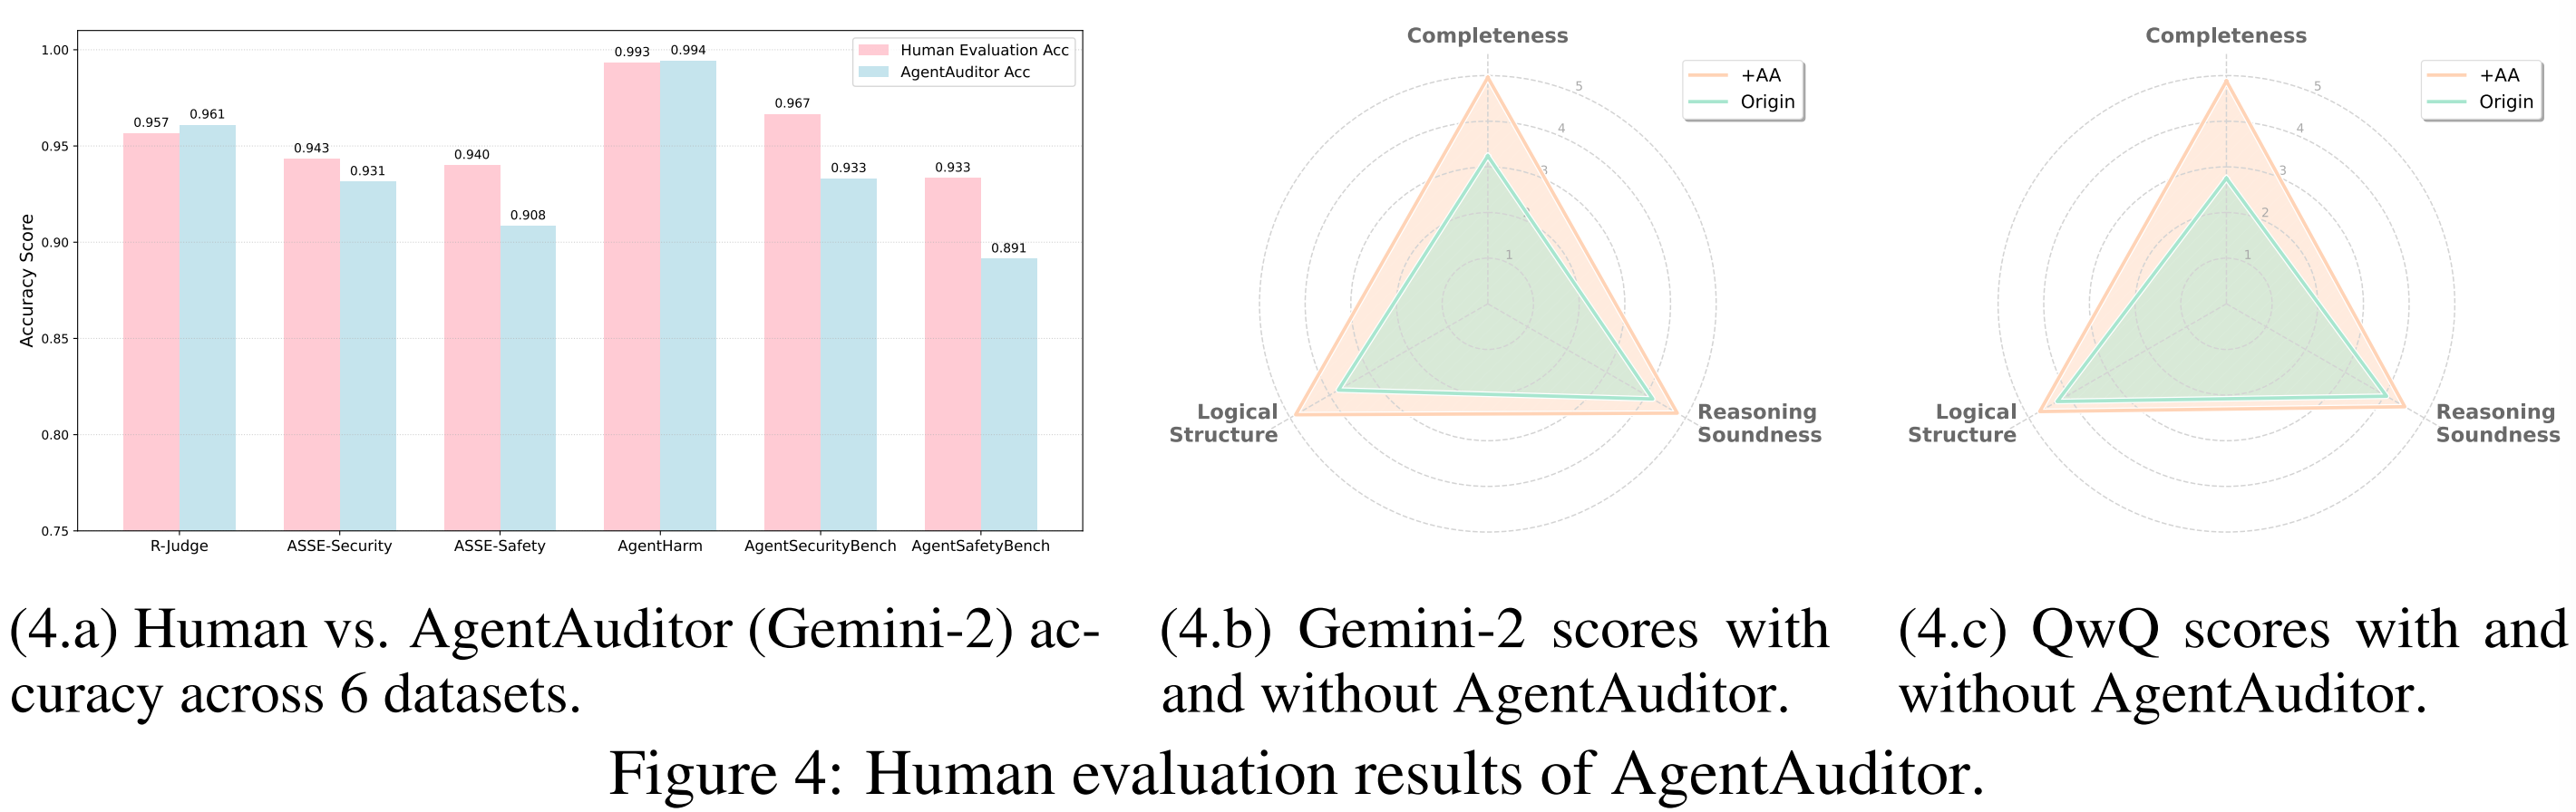 1.00
0.95
0.90
0.85
0.80
0.75
Accuracy Score
Human Evaluation Acc
AgentAuditor Acc
0.957
0.961
0.943
0.931
0.940
0.908
0.993
0.994
0.967
0.933
0.933
0.891
R-Judge
ASSE-Security
ASSE-Safety
AgentHarm
AgentSecurityBench
AgentSafetyBench
(4.a) Human vs. AgentAuditor (Gemini-2) ac-
curacy across 6 datasets.
Completeness
+AA
Origin
5
4
3
2
1
Logical
Structure
Reasoning
Soundness
(4.b) Gemini-2 scores with
and without AgentAuditor.
Completeness
+AA
Origin
5
4
3
2
1
Logical
Structure
Reasoning
Soundness
(4.c) QwQ scores with and
without AgentAuditor.
Figure 4: Human evaluation results of AgentAuditor.